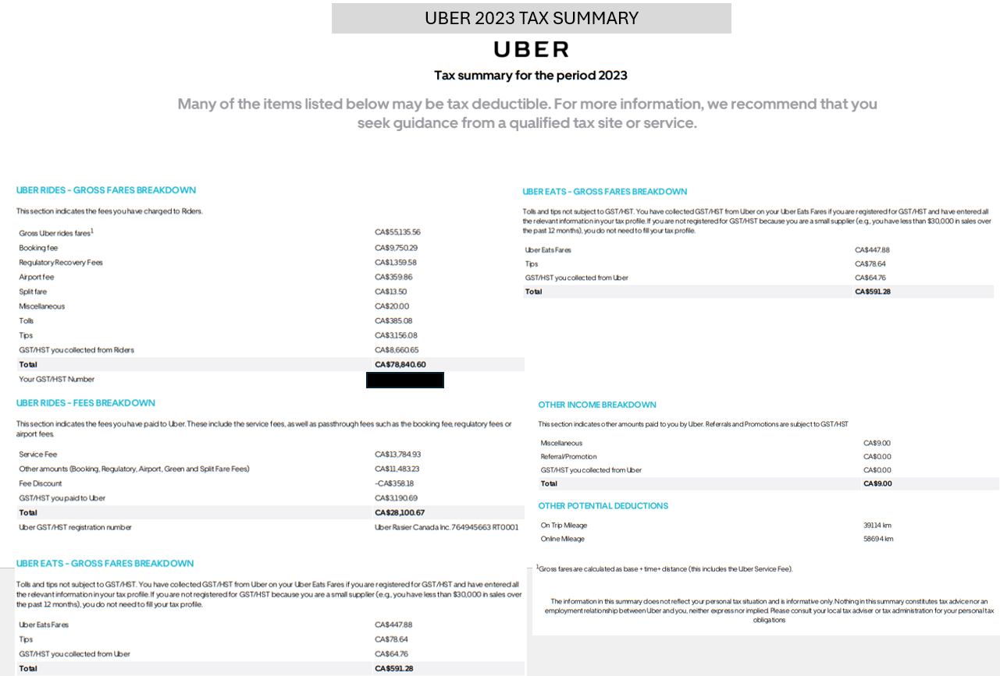 UBER 2023 TAX SUMMARY
UBER
Tax summary for the period 2023
Many of the items listed below may be tax deductible. For more information, we recommend that you
seek guidance from a qualified tax site or service.
UBER RIDES - GROSS FARES BREAKDOWN
This section indicates the fees you have charged to Riders.
Gross Uber rides fares1 CA$55,135.56
Booking fee CA$9,750.29
Regulatory Recovery Fees CA$1,359.58
Airport fee CA$359.86
Split fare CA$13.50
Miscellaneous CA$20.00
Tolls CA$385.08
Tips CA$3,156.08
GST/HST you collected from Riders CA$8,660.65
Total CA$78,840.60
Your GST/HST Number
UBER EATS - GROSS FARES BREAKDOWN
Tolls and tips not subject to GST/HST. You have collected GST/HST from Uber on your Uber Eats Fares if you are registered for GST/HST and have entered all
the relevant information in your tax profile. If you are not registered for GST/HST because you are a small supplier (e.g., you have less than $30,000 in sales over
the past 12 months), you do not need to fill your tax profile.
Uber Eats Fares CA$447.88
Tips CA$78.64
GST/HST you collected from Uber CA$64.76
Total CA$591.28
UBER RIDES - FEES BREAKDOWN
This section indicates the fees you have paid to Uber. These include the service fees, as well as passthrough fees such as the booking fee, regulatory fees or
airport fees.
Service Fee CA$13,784.93
Other amounts (Booking, Regulatory, Airport, Green and Split Fare Fees) CA$11,483.23
Fee Discount -CA$358.18
GST/HST you paid to Uber CA$3,190.69
Total CA$28,100.67
Uber GST/HST registration number Uber Rasier Canada Inc. 764945663 RT0001
UBER EATS - GROSS FARES BREAKDOWN
Tolls and tips not subject to GST/HST. You have collected GST/HST from Uber on your Uber Eats Fares if you are registered for GST/HST and have entered all
the relevant information in your tax profile. If you are not registered for GST/HST because you are a small supplier (e.g., you have less than $30,000 in sales over
the past 12 months), you do not need to fill your tax profile.
Uber Eats Fares CA$447.88
Tips CA$78.64
GST/HST you collected from Uber CA$64.76
Total CA$591.28
OTHER INCOME BREAKDOWN
This section indicates other amounts paid to you by Uber. Referrals and Promotions are subject to GST/HST
Miscellaneous CA$9.00
Referral/Promotion CA$0.00
GST/HST you collected from Uber CA$0.00
Total CA$9.00
OTHER POTENTIAL DEDUCTIONS
On Trip Mileage 39114 km
Online Mileage 58694 km
1Gross fares are calculated as base + time + distance (this includes the Uber Service Fee).
The information in this summary does not reflect your personal tax situation and is informative only. Nothing in this summary constitutes tax advice nor an
employment relationship between Uber and you, neither express nor implied. Please consult your local tax adviser or tax administration for your personal tax
obligations